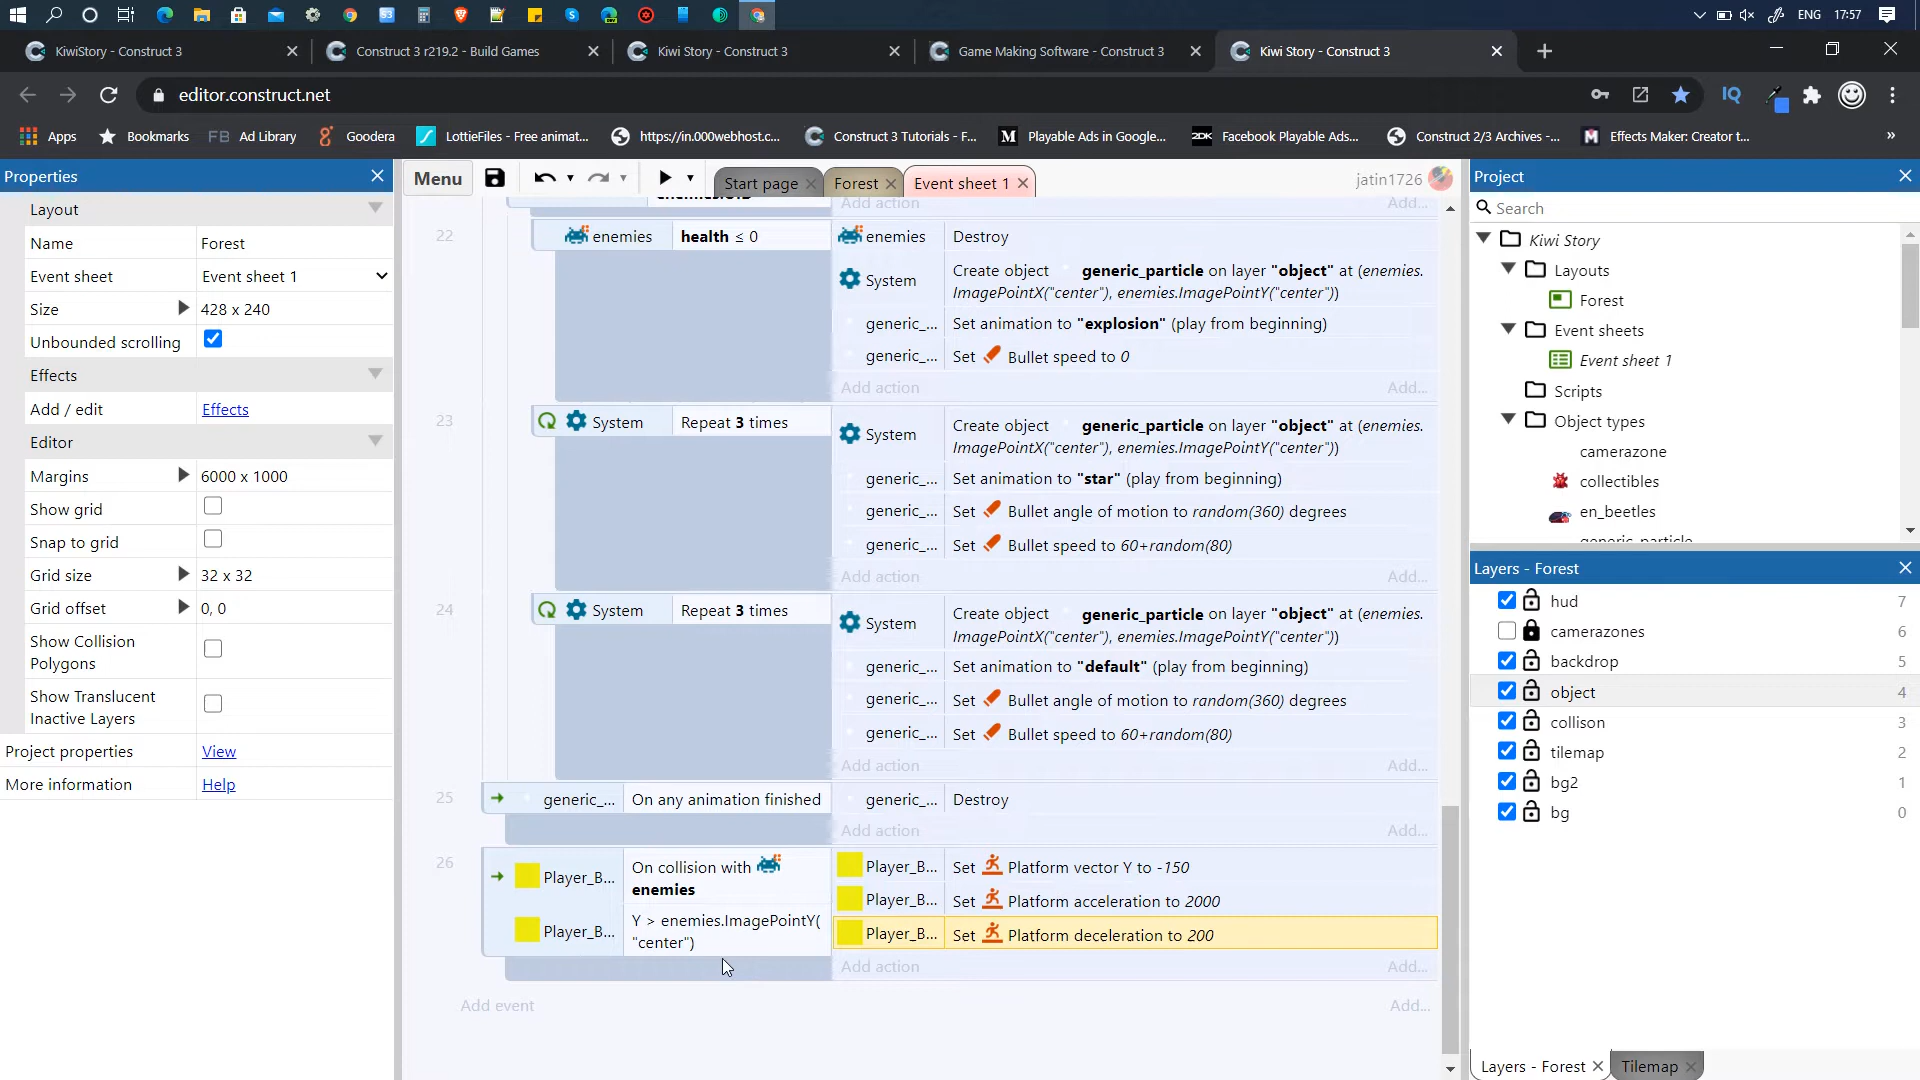 ENG
17:57
KiwiStory - Construct 3
Construct 3 r219.2 - Build Games
Kiwi Story - Construct 3
Game Making Software - Construct 3
Kiwi Story - Construct 3
editor.construct.net
IQ
Apps
Bookmarks
FB Ad Library
Goodera
LottieFiles - Free animat...
https://in.000webhost.c...
Construct 3 Tutorials - F...
M Playable Ads in Google...
2DK Facebook Playable Ads...
Construct 2/3 Archives -...
M Effects Maker: Creator t...
»
Properties
Layout
Name Forest
Event sheet Event sheet 1
Size 428 x 240
Unbounded scrolling
Effects
Add / edit Effects
Editor
Margins 6000 x 1000
Show grid
Snap to grid
Grid size 32 x 32
Grid offset 0, 0
Show Collision
Polygons
Show Translucent
Inactive Layers
Project properties View
More information Help
Menu
Start page
Forest
Event sheet 1
jatin1726
Add action Add...
22 enemies health ≤ 0 enemies Destroy
System Create object generic_particle on layer "object" at (enemies.
ImagePointX("center"), enemies.ImagePointY("center"))
generic_... Set animation to "explosion" (play from beginning)
generic_... Set Bullet speed to 0
Add action Add...
23 System Repeat 3 times System Create object generic_particle on layer "object" at (enemies.
ImagePointX("center"), enemies.ImagePointY("center"))
generic_... Set animation to "star" (play from beginning)
generic_... Set Bullet angle of motion to random(360) degrees
generic_... Set Bullet speed to 60+random(80)
Add action Add...
24 System Repeat 3 times System Create object generic_particle on layer "object" at (enemies.
ImagePointX("center"), enemies.ImagePointY("center"))
generic_... Set animation to "default" (play from beginning)
generic_... Set Bullet angle of motion to random(360) degrees
generic_... Set Bullet speed to 60+random(80)
Add action Add...
25 generic_... On any animation finished generic_... Destroy
Add action Add...
26 Player_B... On collision with
enemies
Player_B... Y > enemies.ImagePointY(
"center")
Player_B... Set Platform vector Y to -150
Player_B... Set Platform acceleration to 2000
Player_B... Set Platform deceleration to 200
Add action Add...
Add event Add...
Project
Search
Kiwi Story
Layouts
Forest
Event sheets
Event sheet 1
Scripts
Object types
camerazone
collectibles
en_beetles
generic_particle
Layers - Forest
hud 7
camerazones 6
backdrop 5
object 4
collison 3
tilemap 2
bg2 1
bg 0
Layers - Forest
Tilemap